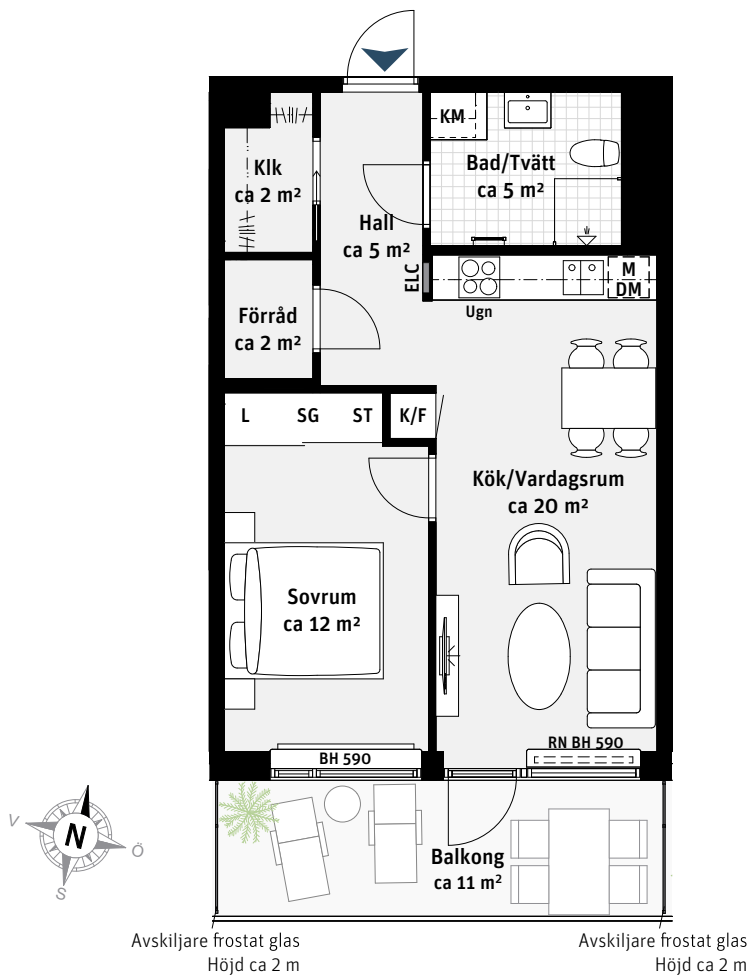 KM
Klk
ca 2 m²
Bad/Tvätt
ca 5 m²
Hall
ca 5 m²
ELC
M
DM
Ugn
Förråd
ca 2 m²
L SG ST K/F
Kök/Vardagsrum
ca 20 m²
Sovrum
ca 12 m²
RN BH 590
BH 590
V
N
Ö
S
Balkong
ca 11 m²
Avskiljare frostat glas
Höjd ca 2 m
Avskiljare frostat glas
Höjd ca 2 m